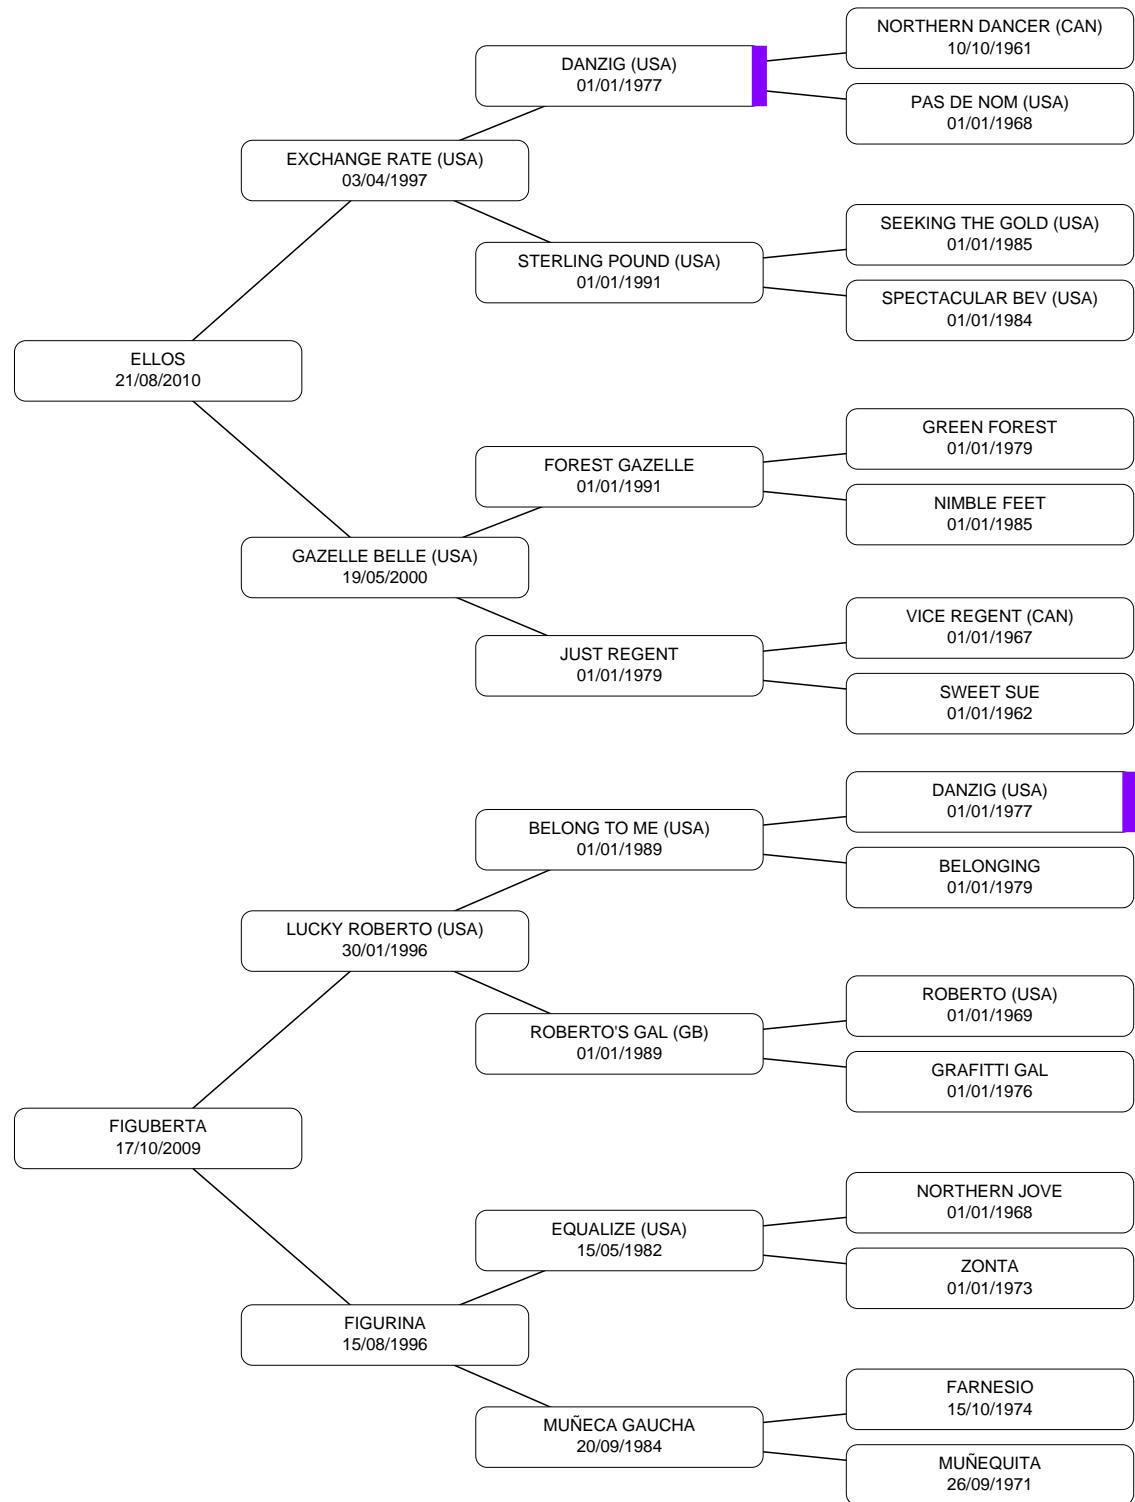 NORTHERN DANCER (CAN)
10/10/1961
DANZIG (USA)
01/01/1977
PAS DE NOM (USA)
01/01/1968
EXCHANGE RATE (USA)
03/04/1997
SEEKING THE GOLD (USA)
01/01/1985
STERLING POUND (USA)
01/01/1991
SPECTACULAR BEV (USA)
01/01/1984
ELLOS
21/08/2010
GREEN FOREST
01/01/1979
FOREST GAZELLE
01/01/1991
NIMBLE FEET
01/01/1985
GAZELLE BELLE (USA)
19/05/2000
VICE REGENT (CAN)
01/01/1967
JUST REGENT
01/01/1979
SWEET SUE
01/01/1962
DANZIG (USA)
01/01/1977
BELONG TO ME (USA)
01/01/1989
BELONGING
01/01/1979
LUCKY ROBERTO (USA)
30/01/1996
ROBERTO (USA)
01/01/1969
ROBERTO'S GAL (GB)
01/01/1989
GRAFITTI GAL
01/01/1976
FIGUBERTA
17/10/2009
NORTHERN JOVE
01/01/1968
EQUALIZE (USA)
15/05/1982
ZONTA
01/01/1973
FIGURINA
15/08/1996
FARNESIO
15/10/1974
MUÑECA GAUCHA
20/09/1984
MUÑEQUITA
26/09/1971